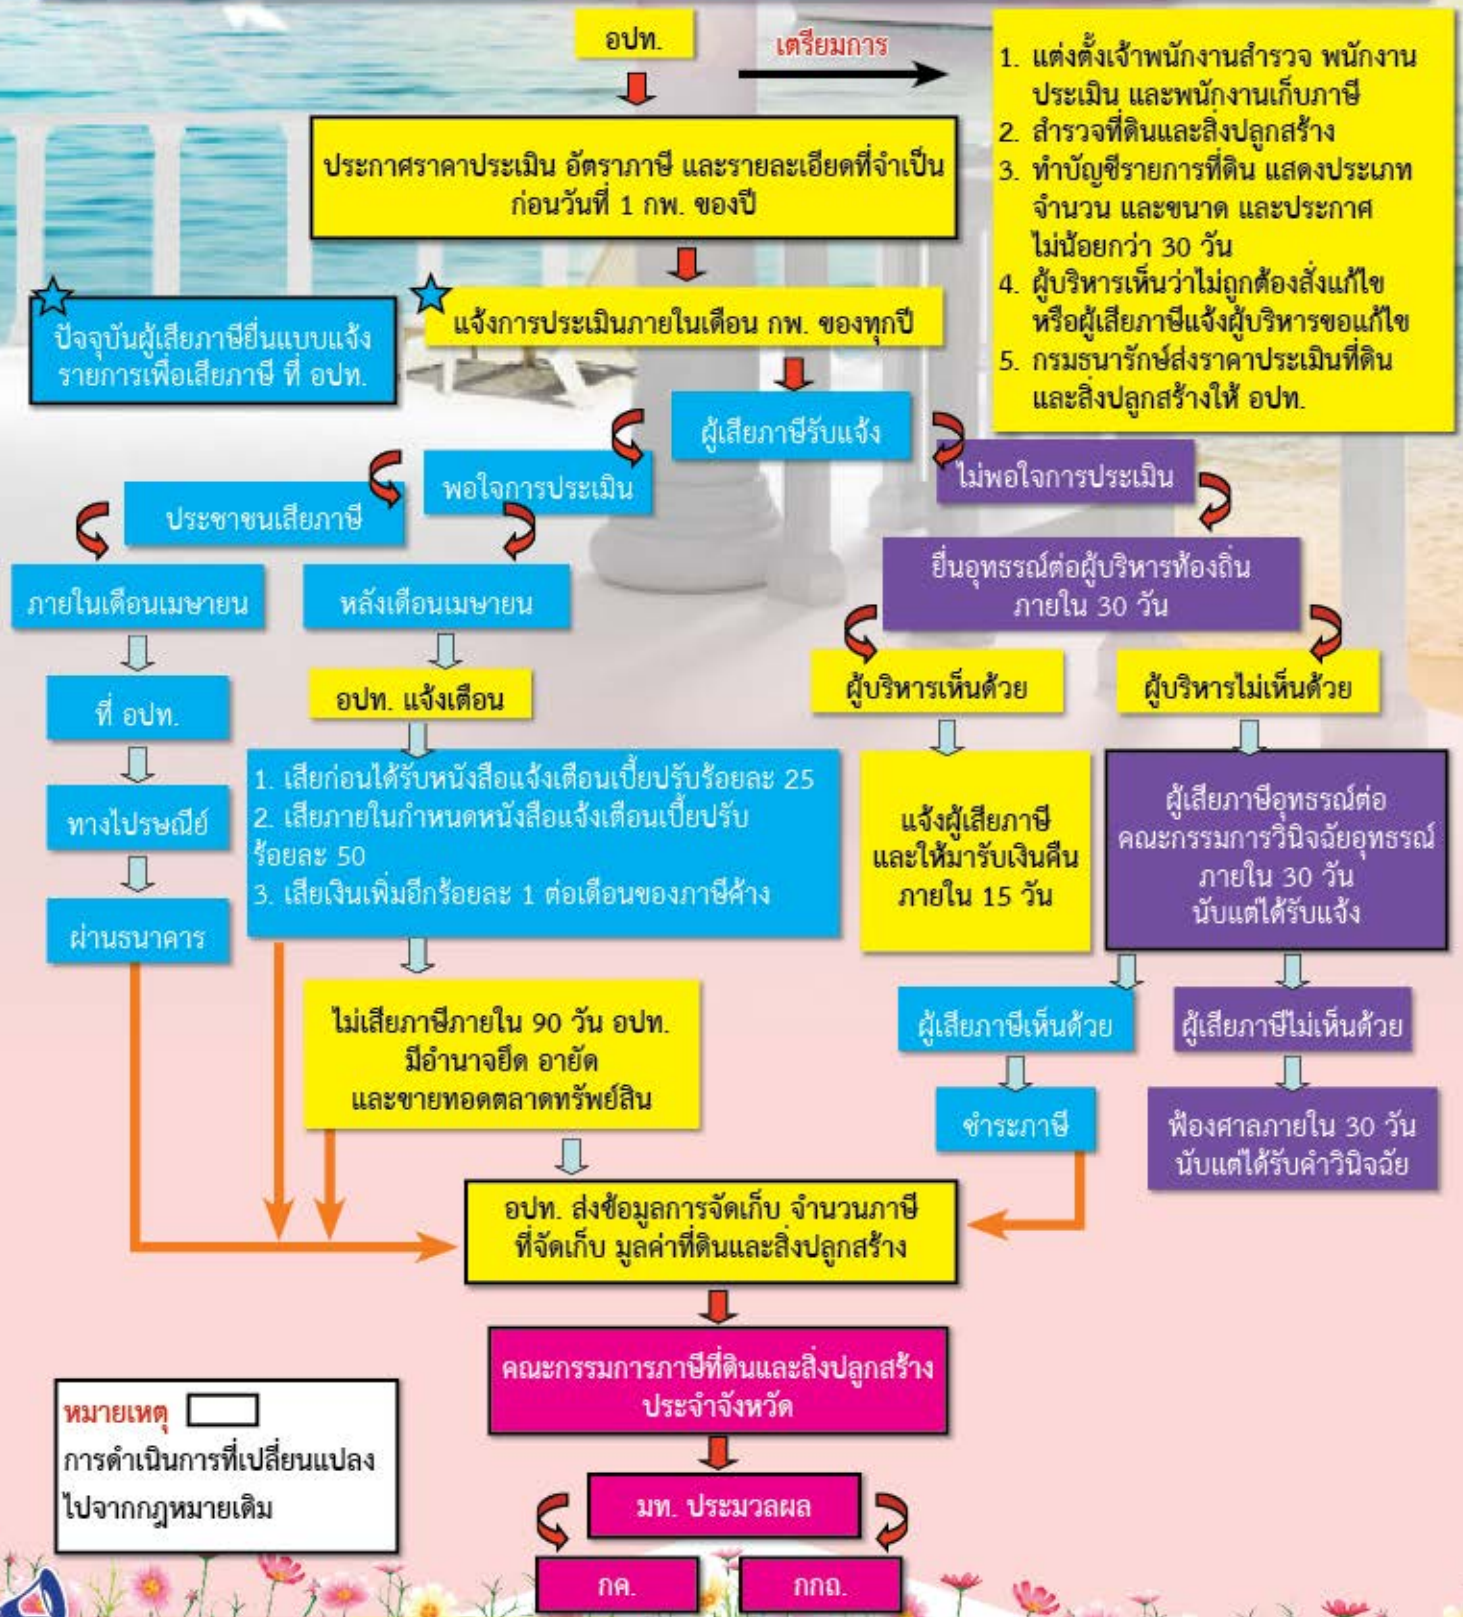 อปท.
เตรียมการ
1. แต่งตั้งเจ้าพนักงานสำรวจ พนักงาน
ประเมิน และพนักงานเก็บภาษี
2. สำรวจที่ดินและสิ่งปลูกสร้าง
3. ทำบัญชีรายการที่ดิน แสดงประเภท
จำนวน และขนาด และประกาศ
ไม่น้อยกว่า 30 วัน
4. ผู้บริหารเห็นว่าไม่ถูกต้องสั่งแก้ไข
หรือผู้เสียภาษีแจ้งผู้บริหารขอแก้ไข
5. กรมธนารักษ์ส่งราคาประเมินที่ดิน
และสิ่งปลูกสร้างให้ อปท.
ประกาศราคาประเมิน อัตราภาษี และรายละเอียดที่จำเป็น
ก่อนวันที่ 1 กพ. ของปี
ปัจจุบันผู้เสียภาษียื่นแบบแจ้ง
รายการเพื่อเสียภาษี ที่ อปท.
แจ้งการประเมินภายในเดือน กพ. ของทุกปี
ผู้เสียภาษีรับแจ้ง
พอใจการประเมิน
ไม่พอใจการประเมิน
ประชาชนเสียภาษี
ยื่นอุทธรณ์ต่อผู้บริหารท้องถิ่น
ภายใน 30 วัน
ภายในเดือนเมษายน
หลังเดือนเมษายน
ผู้บริหารเห็นด้วย
ผู้บริหารไม่เห็นด้วย
ที่ อปท.
อปท. แจ้งเตือน
ทางไปรษณีย์
1. เสียก่อนได้รับหนังสือแจ้งเตือนเบี้ยปรับร้อยละ 25
2. เสียภายในกำหนดหนังสือแจ้งเตือนเบี้ยปรับ
ร้อยละ 50
3. เสียเงินเพิ่มอีกร้อยละ 1 ต่อเดือนของภาษีค้าง
แจ้งผู้เสียภาษี
และให้มารับเงินคืน
ภายใน 15 วัน
ผู้เสียภาษีอุทธรณ์ต่อ
คณะกรรมการวินิจฉัยอุทธรณ์
ภายใน 30 วัน
นับแต่ได้รับแจ้ง
ผ่านธนาคาร
ไม่เสียภาษีภายใน 90 วัน อปท.
มีอำนาจยึด อายัด
และขายทอดตลาดทรัพย์สิน
ผู้เสียภาษีเห็นด้วย
ผู้เสียภาษีไม่เห็นด้วย
ชำระภาษี
ฟ้องศาลภายใน 30 วัน
นับแต่ได้รับคำวินิจฉัย
อปท. ส่งข้อมูลการจัดเก็บ จำนวนภาษี
ที่จัดเก็บ มูลค่าที่ดินและสิ่งปลูกสร้าง
คณะกรรมการภาษีที่ดินและสิ่งปลูกสร้าง
ประจำจังหวัด
หมายเหตุ
การดำเนินการที่เปลี่ยนแปลง
ไปจากกฎหมายเดิม
มท. ประมวลผล
กค.
กกถ.